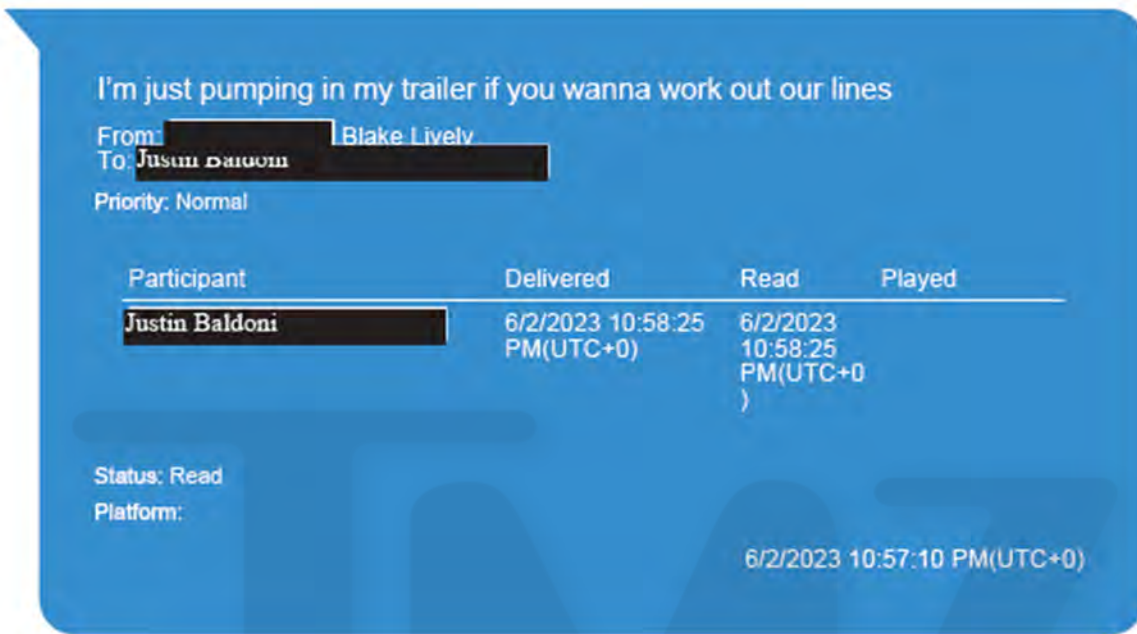 I'm just pumping in my trailer if you wanna work out our lines
From: Blake Lively
To: Justin Baldoni
Priority: Normal
Participant Delivered Read Played
Justin Baldoni 6/2/2023 10:58:25 6/2/2023
PM(UTC+0) 10:58:25
PM(UTC+0
)
Status: Read
Platform:
6/2/2023 10:57:10 PM(UTC+0)
TMZ